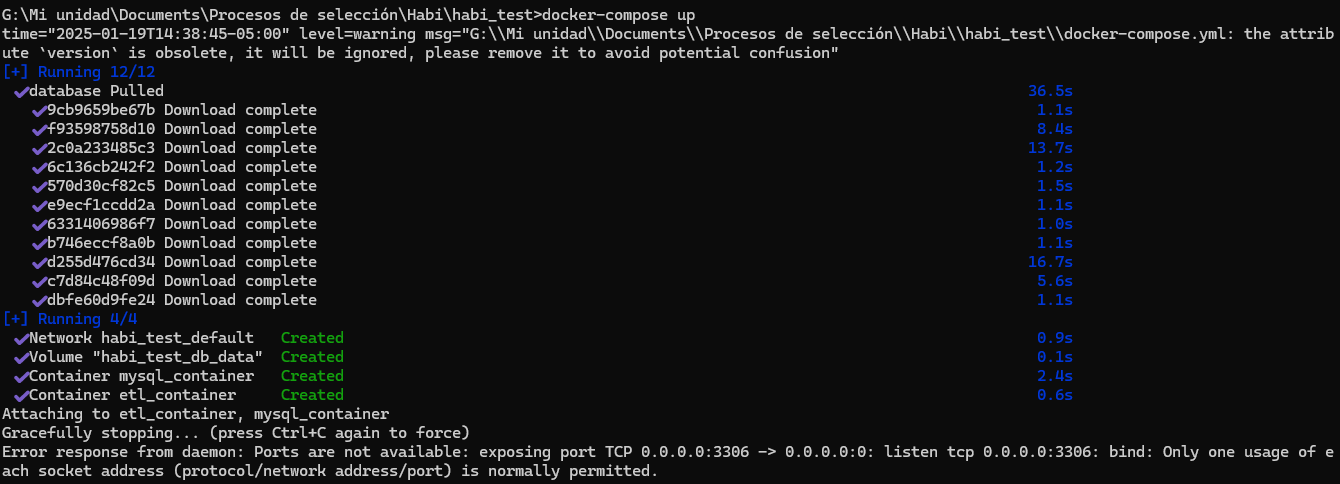 G:\Mi unidad\Documents\Procesos de selección\Habi\habi_test>docker-compose up
time="2025-01-19T14:38:45-05:00" level=warning msg="G:\\Mi unidad\\Documents\\Procesos de selección\\Habi\\habi_test\\docker-compose.yml: the attrib
ute `version` is obsolete, it will be ignored, please remove it to avoid potential confusion"
[+] Running 12/12
✔database Pulled 36.5s
✔9cb9659be67b Download complete 1.1s
✔f93598758d10 Download complete 8.4s
✔2c0a233485c3 Download complete 13.7s
✔6c136cb242f2 Download complete 1.2s
✔570d30cf82c5 Download complete 1.5s
✔e9ecf1ccdd2a Download complete 1.1s
✔6331406986f7 Download complete 1.0s
✔b746eccf8a0b Download complete 1.1s
✔d255d476cd34 Download complete 16.7s
✔c7d84c48f09d Download complete 5.6s
✔dbfe60d9fe24 Download complete 1.1s
[+] Running 4/4
✔Network habi_test_default Created 0.9s
✔Volume "habi_test_db_data" Created 0.1s
✔Container mysql_container Created 2.4s
✔Container etl_container Created 0.6s
Attaching to etl_container, mysql_container
Gracefully stopping... (press Ctrl+C again to force)
Error response from daemon: Ports are not available: exposing port TCP 0.0.0.0:3306 -> 0.0.0.0:0: listen tcp 0.0.0.0:3306: bind: Only one usage of e
ach socket address (protocol/network address/port) is normally permitted.